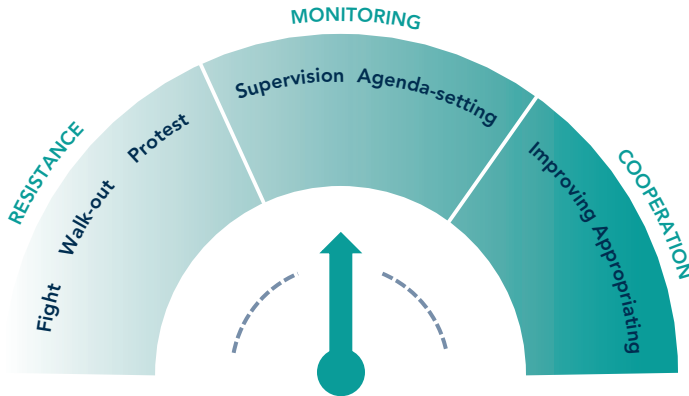 RESISTANCE
Fight
Walk-out
Protest
MONITORING
Supervision
Agenda-setting
COOPERATION
Improving
Appropriating